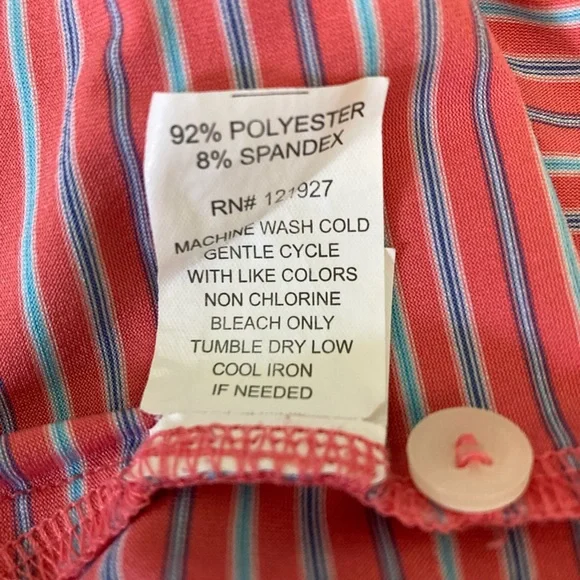 92% POLYESTER
8% SPANDEX
RN# 121927
MACHINE WASH COLD
GENTLE CYCLE
WITH LIKE COLORS
NON CHLORINE
BLEACH ONLY
TUMBLE DRY LOW
COOL IRON
IF NEEDED